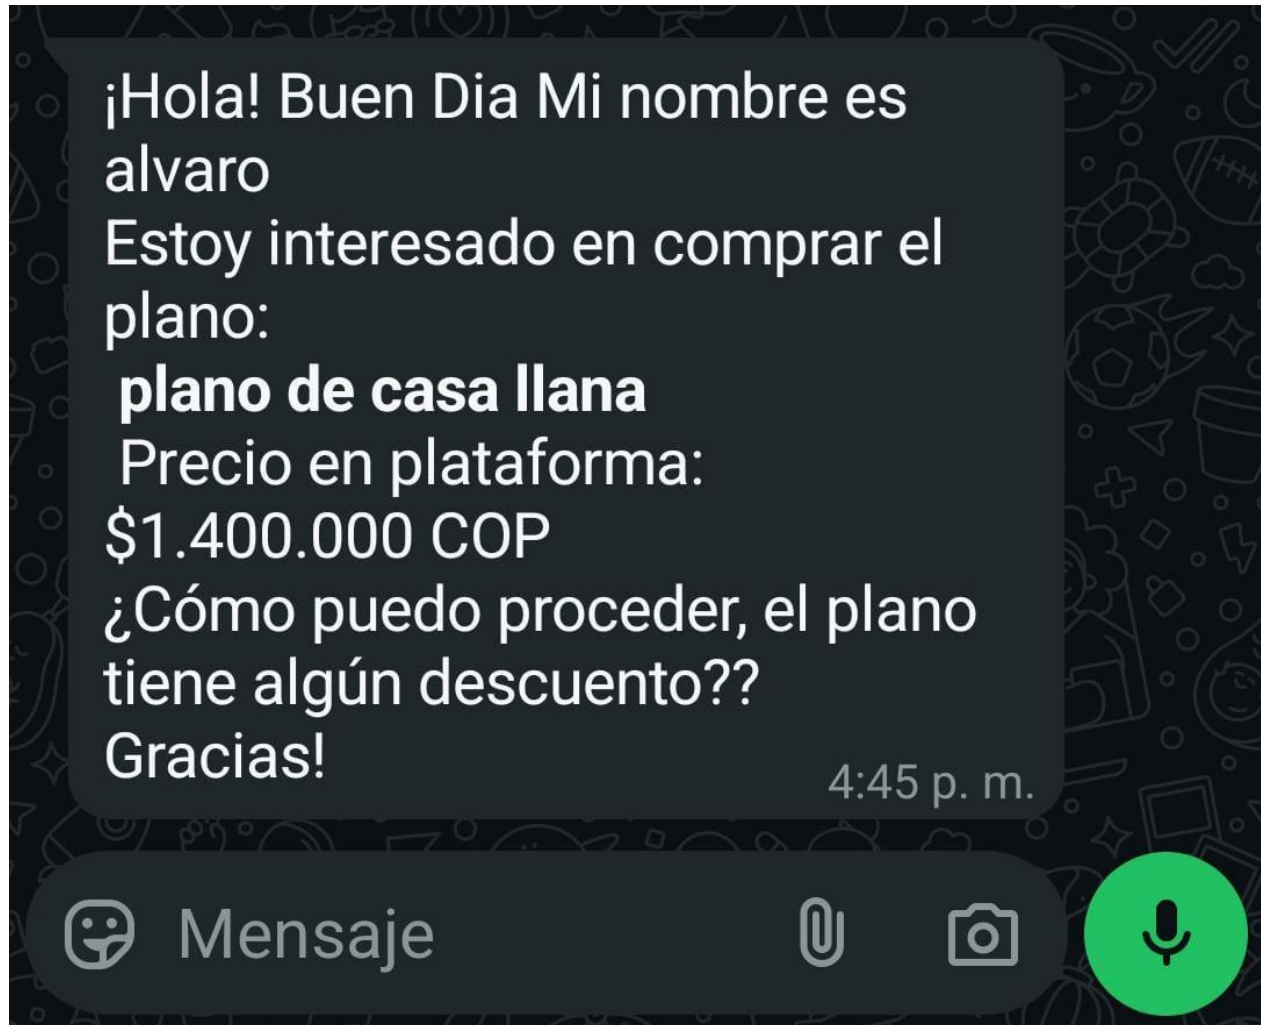 ¡Hola! Buen Dia Mi nombre es
alvaro
Estoy interesado en comprar el
plano:
plano de casa llana
Precio en plataforma:
$1.400.000 COP
¿Cómo puedo proceder, el plano
tiene algún descuento??
Gracias!
4:45 p. m.
Mensaje